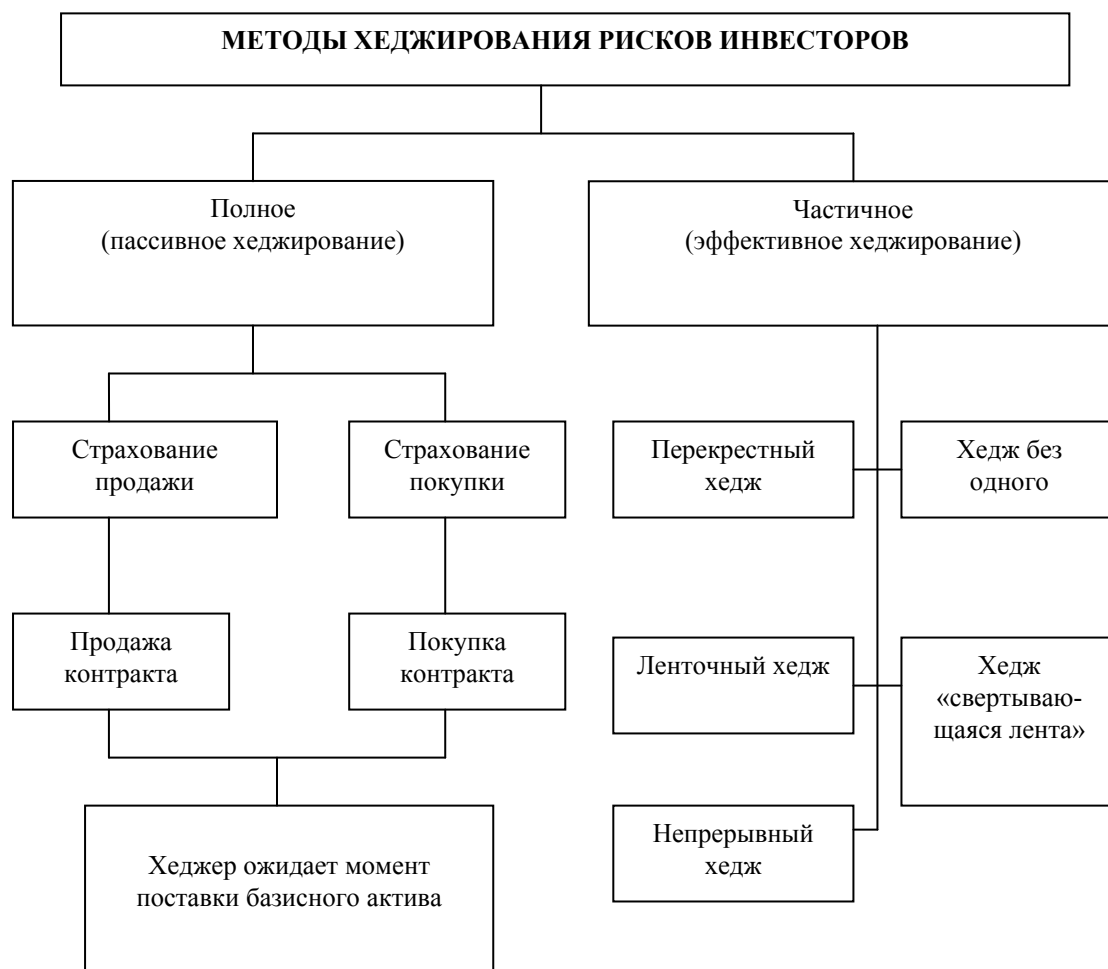 МЕТОДЫ ХЕДЖИРОВАНИЯ РИСКОВ ИНВЕСТОРОВ
Полное
(пассивное хеджирование)
Частичное
(эффективное хеджирование)
Страхование
продажи
Страхование
покупки
Перекрестный
хедж
Хедж без
одного
Продажа
контракта
Покупка
контракта
Ленточный хедж
Хедж
«свертываю-
щаяся лента»
Хеджер ожидает момент
поставки базисного актива
Непрерывный
хедж